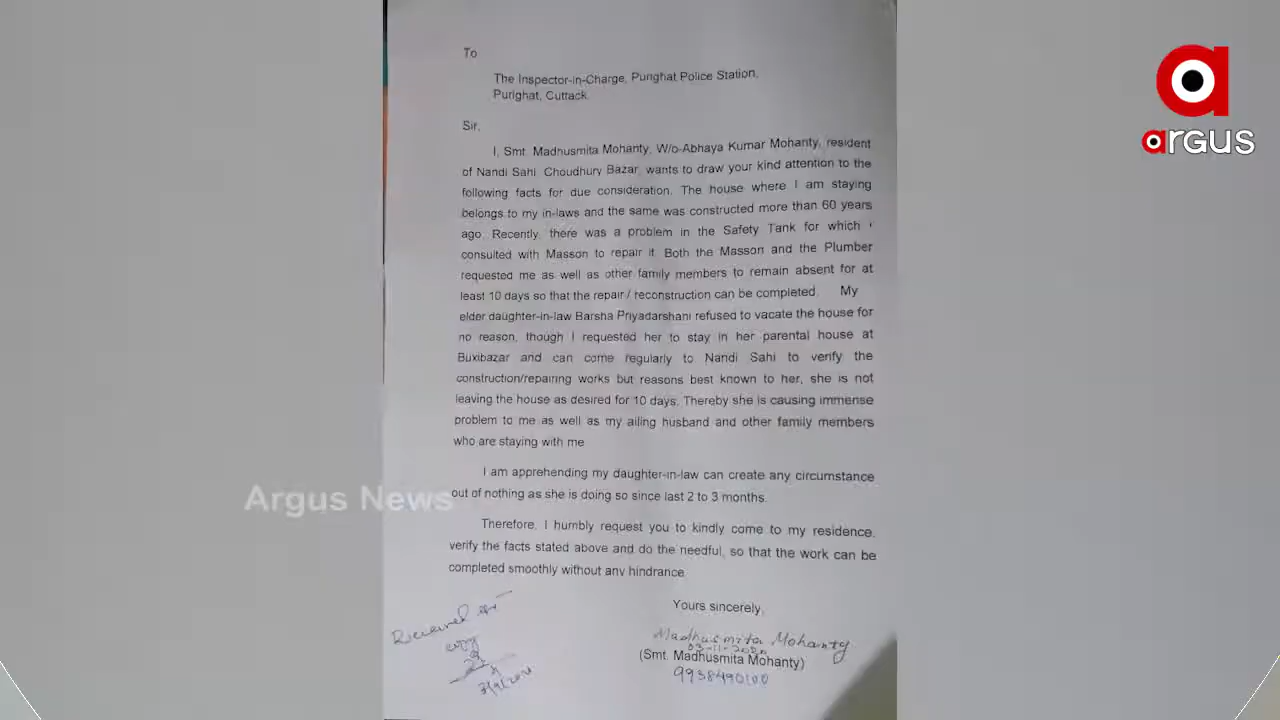 To
The Inspector-in-Charge, Purighat Police Station,
Purighat, Cuttack.
Sir,
I, Smt. Madhusmita Mohanty, W/o-Abhaya Kumar Mohanty, resident
of Nandi Sahi, Choudhury Bazar, wants to draw your kind attention to the
following facts for due consideration. The house where I am staying
belongs to my in-laws and the same was constructed more than 60 years
ago. Recently, there was a problem in the Safety Tank for which I
consulted with Masson to repair it. Both the Masson and the Plumber
requested me as well as other family members to remain absent for at
least 10 days so that the repair / reconstruction can be completed. My
elder daughter-in-law Barsha Priyadarshani refused to vacate the house for
no reason, though I requested her to stay in her parental house at
Buxibazar and can come regularly to Nandi Sahi to verify the
construction/repairing works but reasons best known to her, she is not
leaving the house as desired for 10 days. Thereby she is causing immense
problem to me as well as my ailing husband and other family members
who are staying with me
I am apprehending my daughter-in-law can create any circumstance
out of nothing as she is doing so since last 2 to 3 months.
Therefore, I humbly request you to kindly come to my residence,
verify the facts stated above and do the needful, so that the work can be
completed smoothly without any hindrance
Yours sincerely,
Madhusmita Mohanty
03-11-2020
(Smt. Madhusmita Mohanty)
9938490100
Received
copy
argus
Argus News